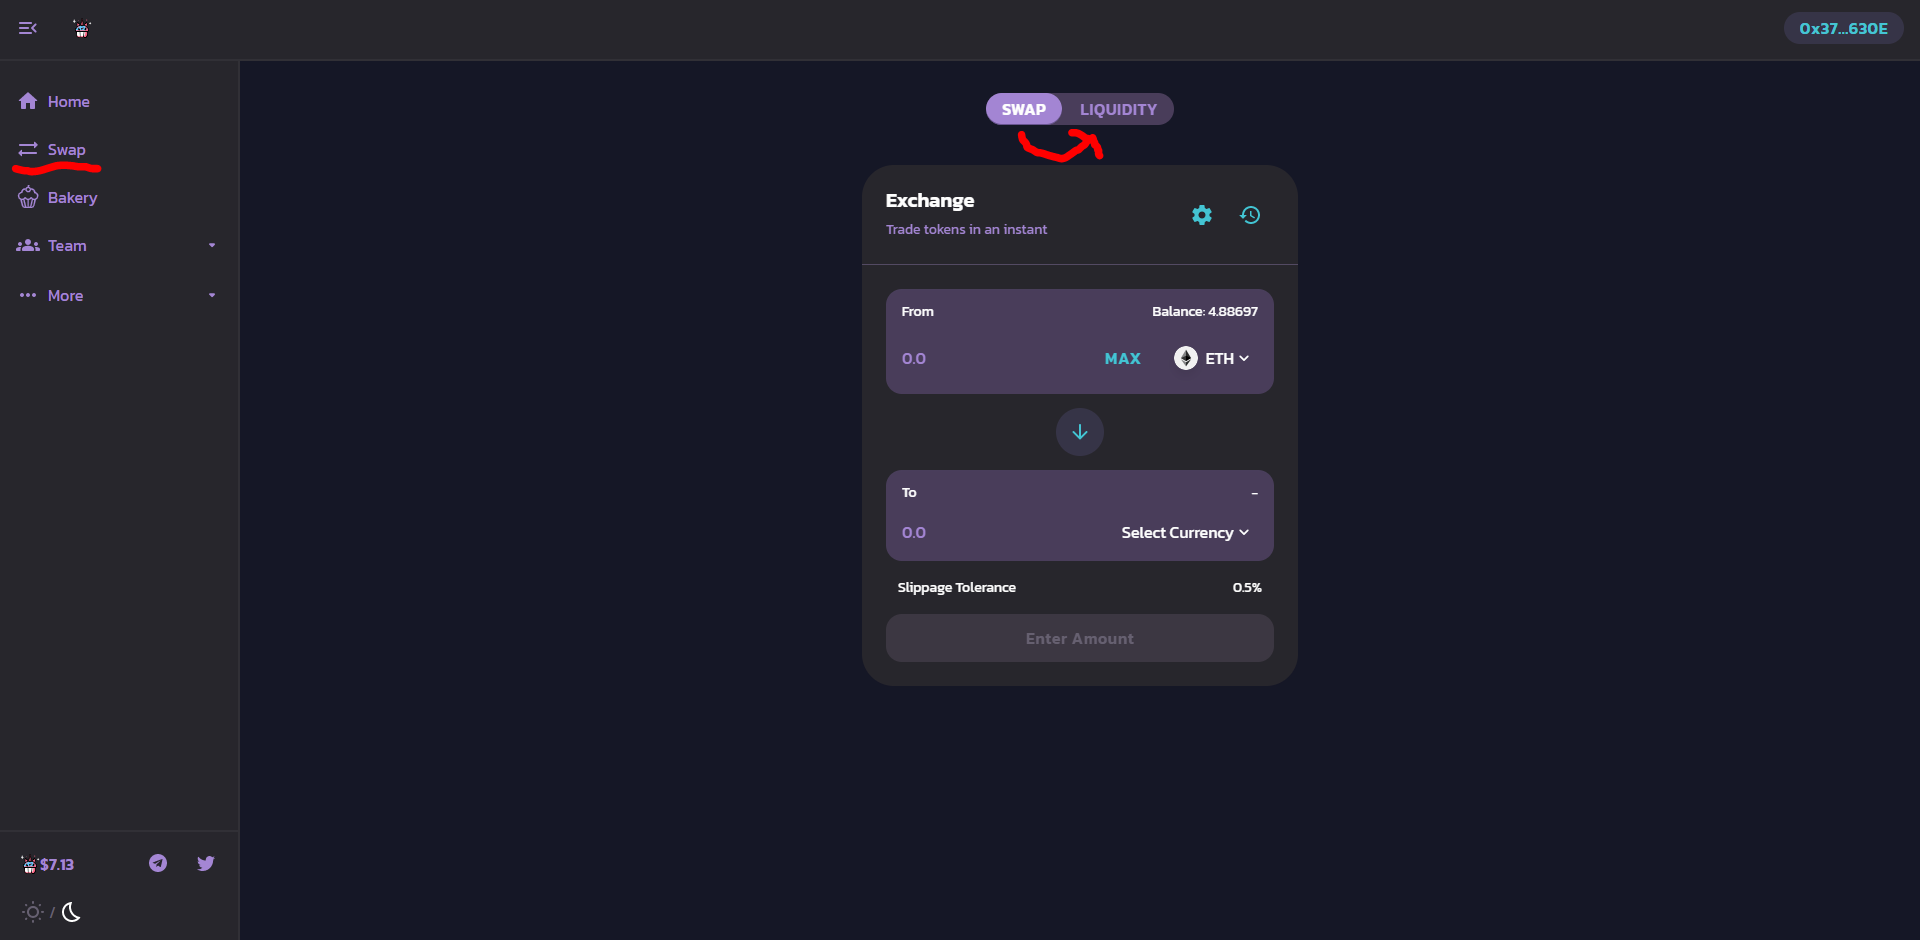 0x37...630E
Home
Swap
Bakery
Team
More
SWAP LIQUIDITY
Exchange
Trade tokens in an instant
From Balance: 4.88697
0.0 MAX ETH
To -
0.0 Select Currency
Slippage Tolerance 0.5%
Enter Amount
$7.13
/